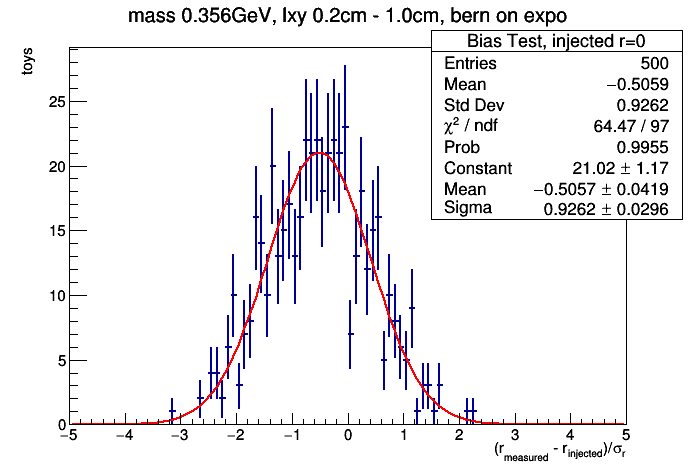 mass 0.356GeV, lxy 0.2cm - 1.0cm, bern on expo
toys
Bias Test, injected r=0
Entries 500
Mean −0.5059
Std Dev 0.9262
χ² / ndf 64.47 / 97
Prob 0.9955
Constant 21.02 ± 1.17
Mean −0.5057 ± 0.0419
Sigma 0.9262 ± 0.0296
25
20
15
10
5
0
−5 −4 −3 −2 −1 0 1 2 3 4 5
(r_measured - r_injected)/σ_r